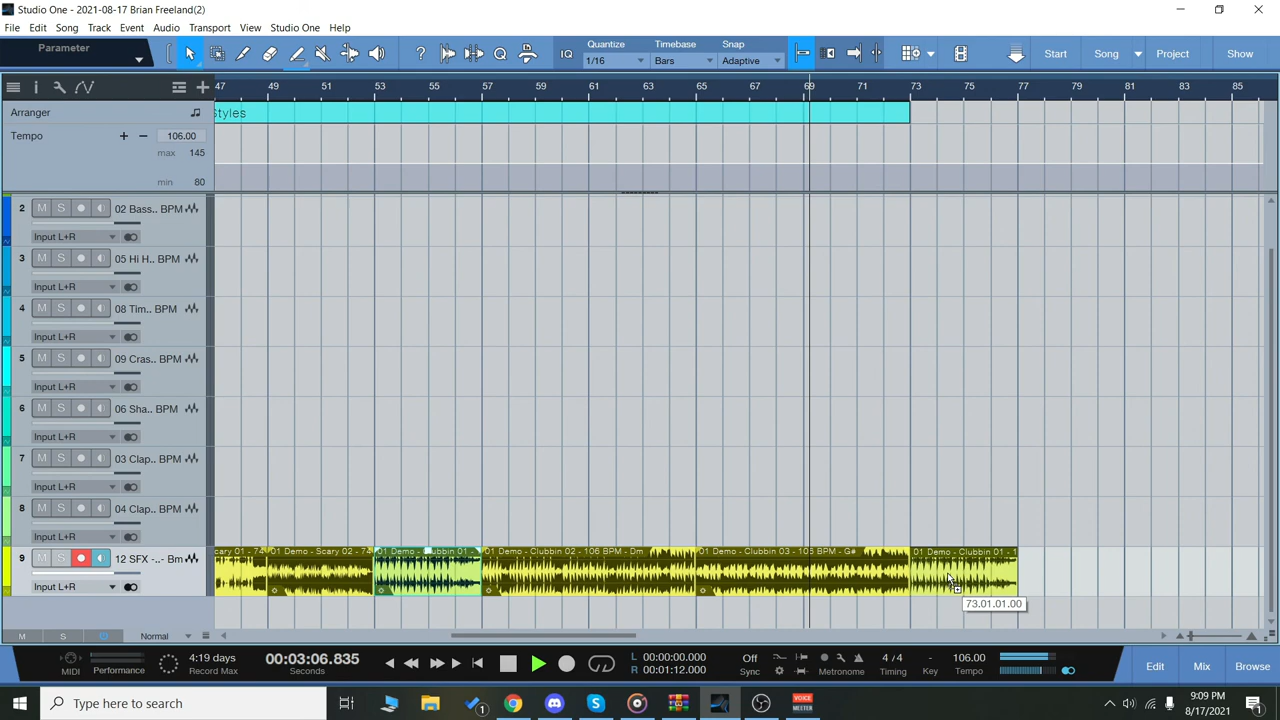 Studio One - 2021-08-17 Brian Freeland(2)
File Edit Song Track Event Audio Transport View Studio One Help
Parameter
IQ
Quantize
1/16
Timebase
Bars
Snap
Adaptive
Start Song Project Show
47 49 51 53 55 57 59 61 63 65 67 69 71 73 75 77 79 81 83 85
Arranger
Styles
Tempo + − 106.00
max 145
min 80
2 M S 02 Bass.. BPM
Input L+R
3 M S 05 Hi H.. BPM
Input L+R
4 M S 08 Tim.. BPM
Input L+R
5 M S 09 Cras.. BPM
Input L+R
6 M S 06 Sha.. BPM
Input L+R
7 M S 03 Clap.. BPM
Input L+R
8 M S 04 Clap.. BPM
Input L+R
9 M S 12 SFX -..- Bm
Input L+R
cary 01 - 74
01 Demo - Scary 02 - 74
01 Demo - Clubbin 01 -
01 Demo - Clubbin 02 - 106 BPM - Dm
01 Demo - Clubbin 03 - 105 BPM - G#
01 Demo - Clubbin 01 - 1
73.01.01.00
M S Normal
MIDI
Performance
4:19 days
Record Max
00:03:06.835
Seconds
L 00:00:00.000
R 00:01:12.000
Off
Sync
Metronome
4 / 4
Timing
-
Key
106.00
Tempo
Edit Mix Browse
Type here to search
1
VOICE
MEETER
9:09 PM
8/17/2021
1